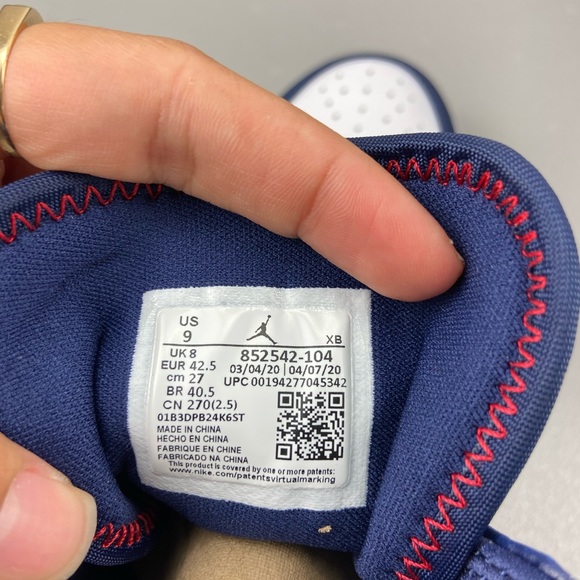 US
9
XB
UK 8
EUR 42.5
cm 27
BR 40.5
CN 270(2.5)
01B3DPB24K6ST
852542-104
03/04/20 | 04/07/20
UPC 00194277045342
MADE IN CHINA
HECHO EN CHINA
FABRIQUE EN CHINE
FABRICADO NA CHINA
This product is covered by one or more patents:
www.nike.com/patentsvirtualmarking